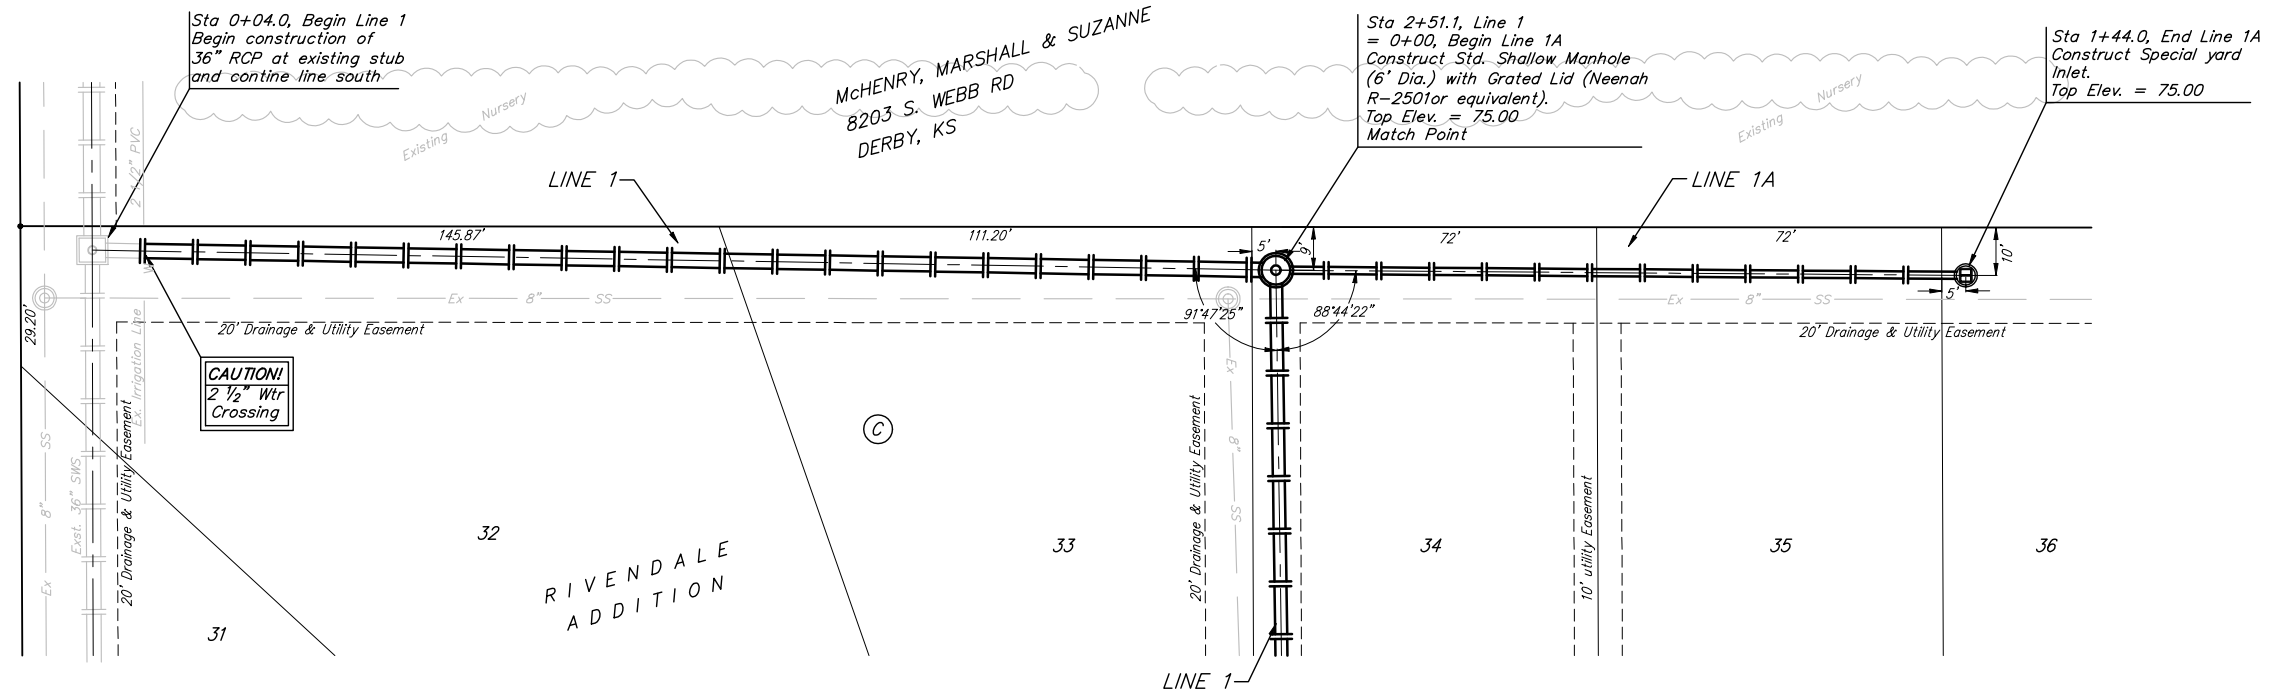 Sta 0+04.0, Begin Line 1
Begin construction of
36" RCP at existing stub
and contine line south
McHENRY, MARSHALL & SUZANNE
8203 S. WEBB RD
DERBY, KS
Sta 2+51.1, Line 1
= 0+00, Begin Line 1A
Construct Std. Shallow Manhole
(6' Dia.) with Grated Lid (Neenah
R-2501or equivalent).
Top Elev. = 75.00
Match Point
Sta 1+44.0, End Line 1A
Construct Special yard
Inlet.
Top Elev. = 75.00
Existing Nursery
Existing Nursery
2 1/2" PVC
LINE 1
LINE 1A
145.87'
111.20'
5'
9'
72'
72'
10'
5'
Ex 8" SS
Ex 8" SS
91°47'25"
88°44'22"
29.20'
20' Drainage & Utility Easement
20' Drainage & Utility Easement
CAUTION!
2 1/2" Wtr
Crossing
Ex. Irrigation Line
W
Ex 8" SS
Exst. 36" SWS
20' Drainage & Utility Easement
C
20' Drainage & Utility Easement
Ex 8" SS
10' utility Easement
31
32
33
34
35
36
RIVENDALE
ADDITION
LINE 1